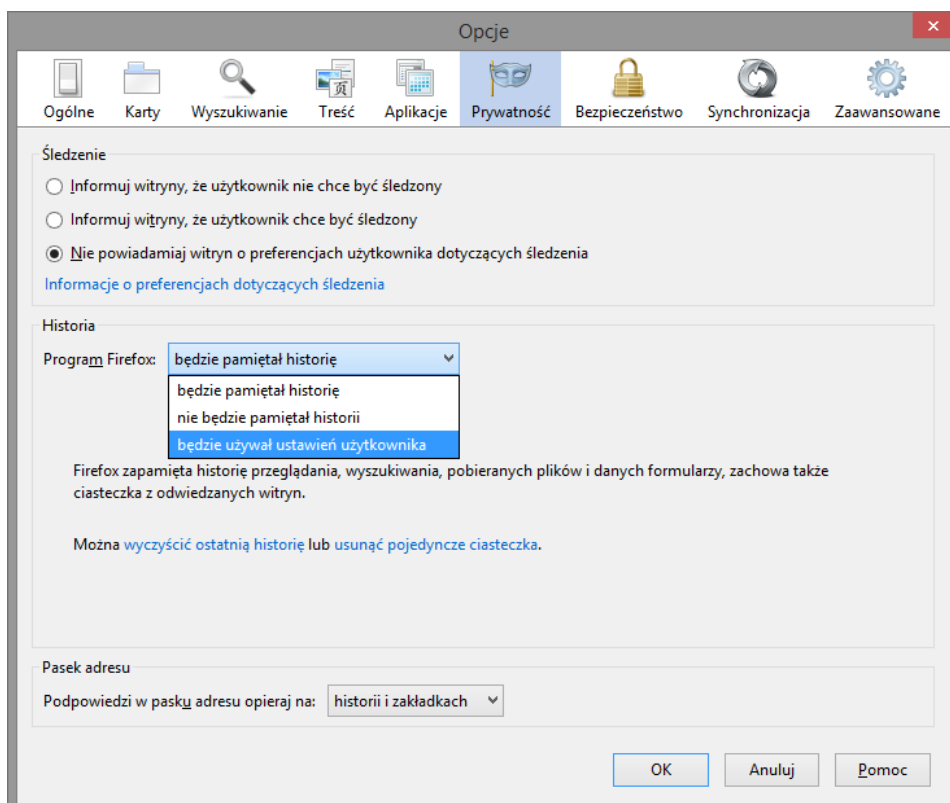 Opcje
Ogólne Karty Wyszukiwanie Treść Aplikacje Prywatność Bezpieczeństwo Synchronizacja Zaawansowane
Śledzenie
Informuj witryny, że użytkownik nie chce być śledzony
Informuj witryny, że użytkownik chce być śledzony
Nie powiadamiaj witryn o preferencjach użytkownika dotyczących śledzenia
Informacje o preferencjach dotyczących śledzenia
Historia
Program Firefox: będzie pamiętał historię
będzie pamiętał historię
nie będzie pamiętał historii
będzie używał ustawień użytkownika
Firefox zapamięta historię przeglądania, wyszukiwania, pobieranych plików i danych formularzy, zachowa także
ciasteczka z odwiedzanych witryn.
Można wyczyścić ostatnią historię lub usunąć pojedyncze ciasteczka.
Pasek adresu
Podpowiedzi w pasku adresu opieraj na: historii i zakładkach
OK Anuluj Pomoc